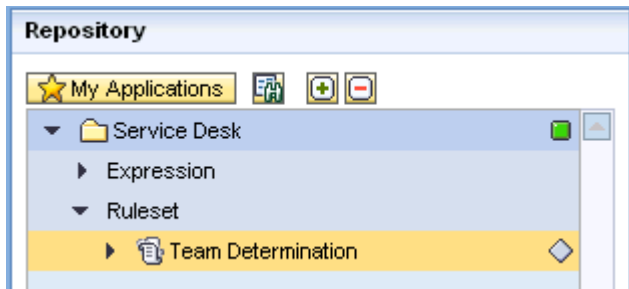 Repository
My Applications
Service Desk
Expression
Ruleset
Team Determination